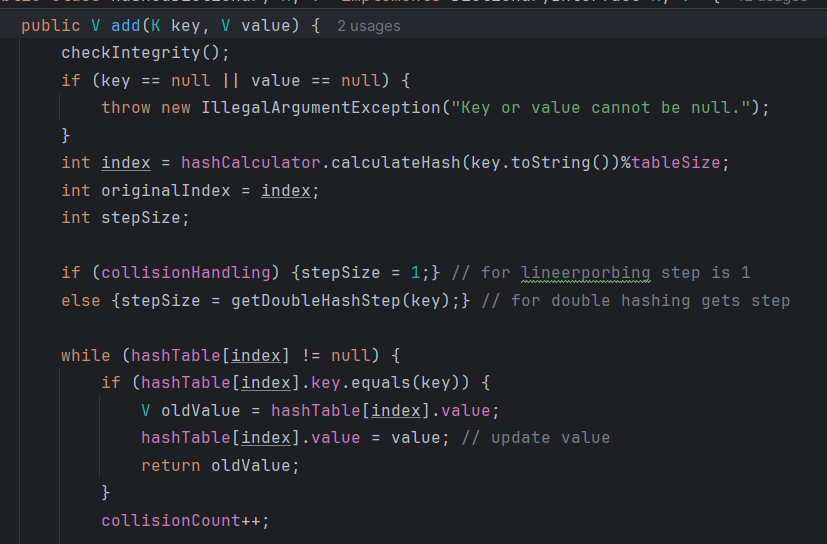 public V add(K key, V value) { 2 usages
checkIntegrity();
if (key == null || value == null) {
throw new IllegalArgumentException("Key or value cannot be null.");
}
int index = hashCalculator.calculateHash(key.toString())%tableSize;
int originalIndex = index;
int stepSize;
if (collisionHandling) {stepSize = 1;} // for lineerporbing step is 1
else {stepSize = getDoubleHashStep(key);} // for double hashing gets step
while (hashTable[index] != null) {
if (hashTable[index].key.equals(key)) {
V oldValue = hashTable[index].value;
hashTable[index].value = value; // update value
return oldValue;
}
collisionCount++;